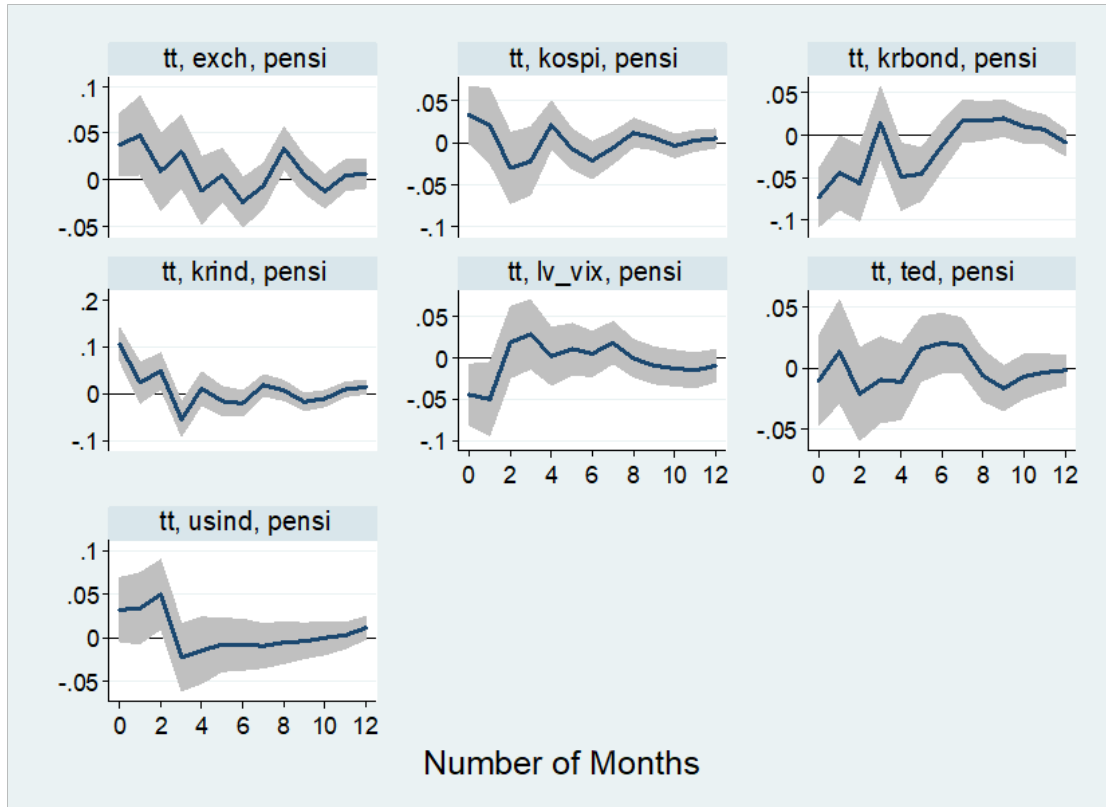 tt, exch, pensi
tt, kospi, pensi
tt, krbond, pensi
.1
.05
0
-.05
.05
0
-.05
-.1
.05
0
-.05
-.1
tt, krind, pensi
tt, lv_vix, pensi
tt, ted, pensi
.2
.1
0
-.1
.05
0
-.05
-.1
.05
0
-.05
0 2 4 6 8 10 12
0 2 4 6 8 10 12
tt, usind, pensi
.1
.05
0
-.05
0 2 4 6 8 10 12
Number of Months